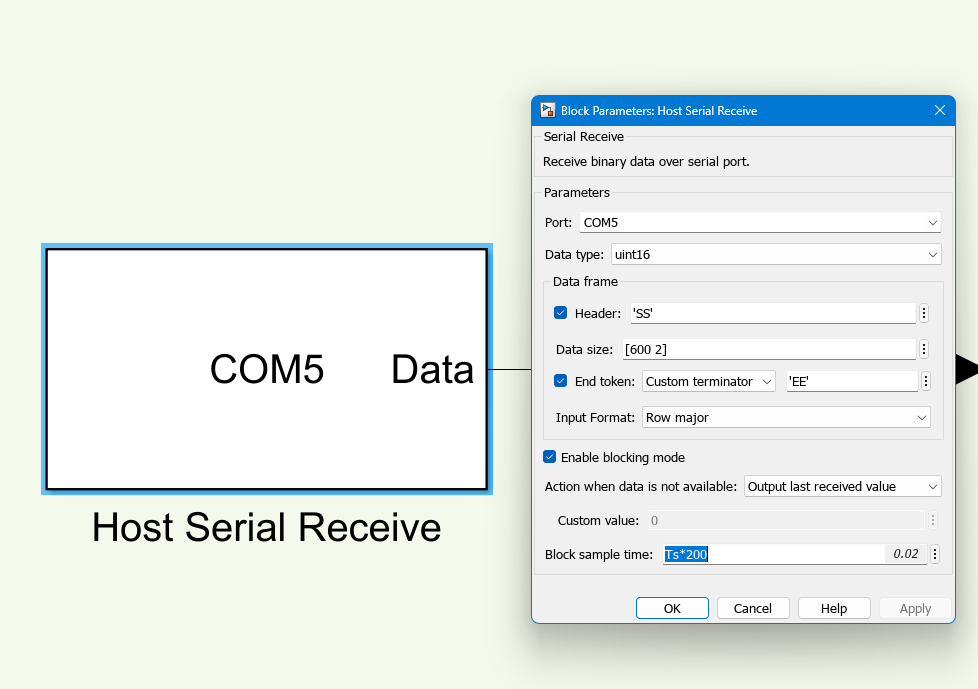 Block Parameters: Host Serial Receive
Serial Receive
Receive binary data over serial port.
Parameters
Port: COM5
Data type: uint16
Data frame
Header: 'SS'
Data size: [600 2]
End token: Custom terminator 'EE'
Input Format: Row major
Enable blocking mode
Action when data is not available: Output last received value
Custom value: 0
Block sample time: Ts*200 0.02
OK Cancel Help Apply
COM5 Data
Host Serial Receive